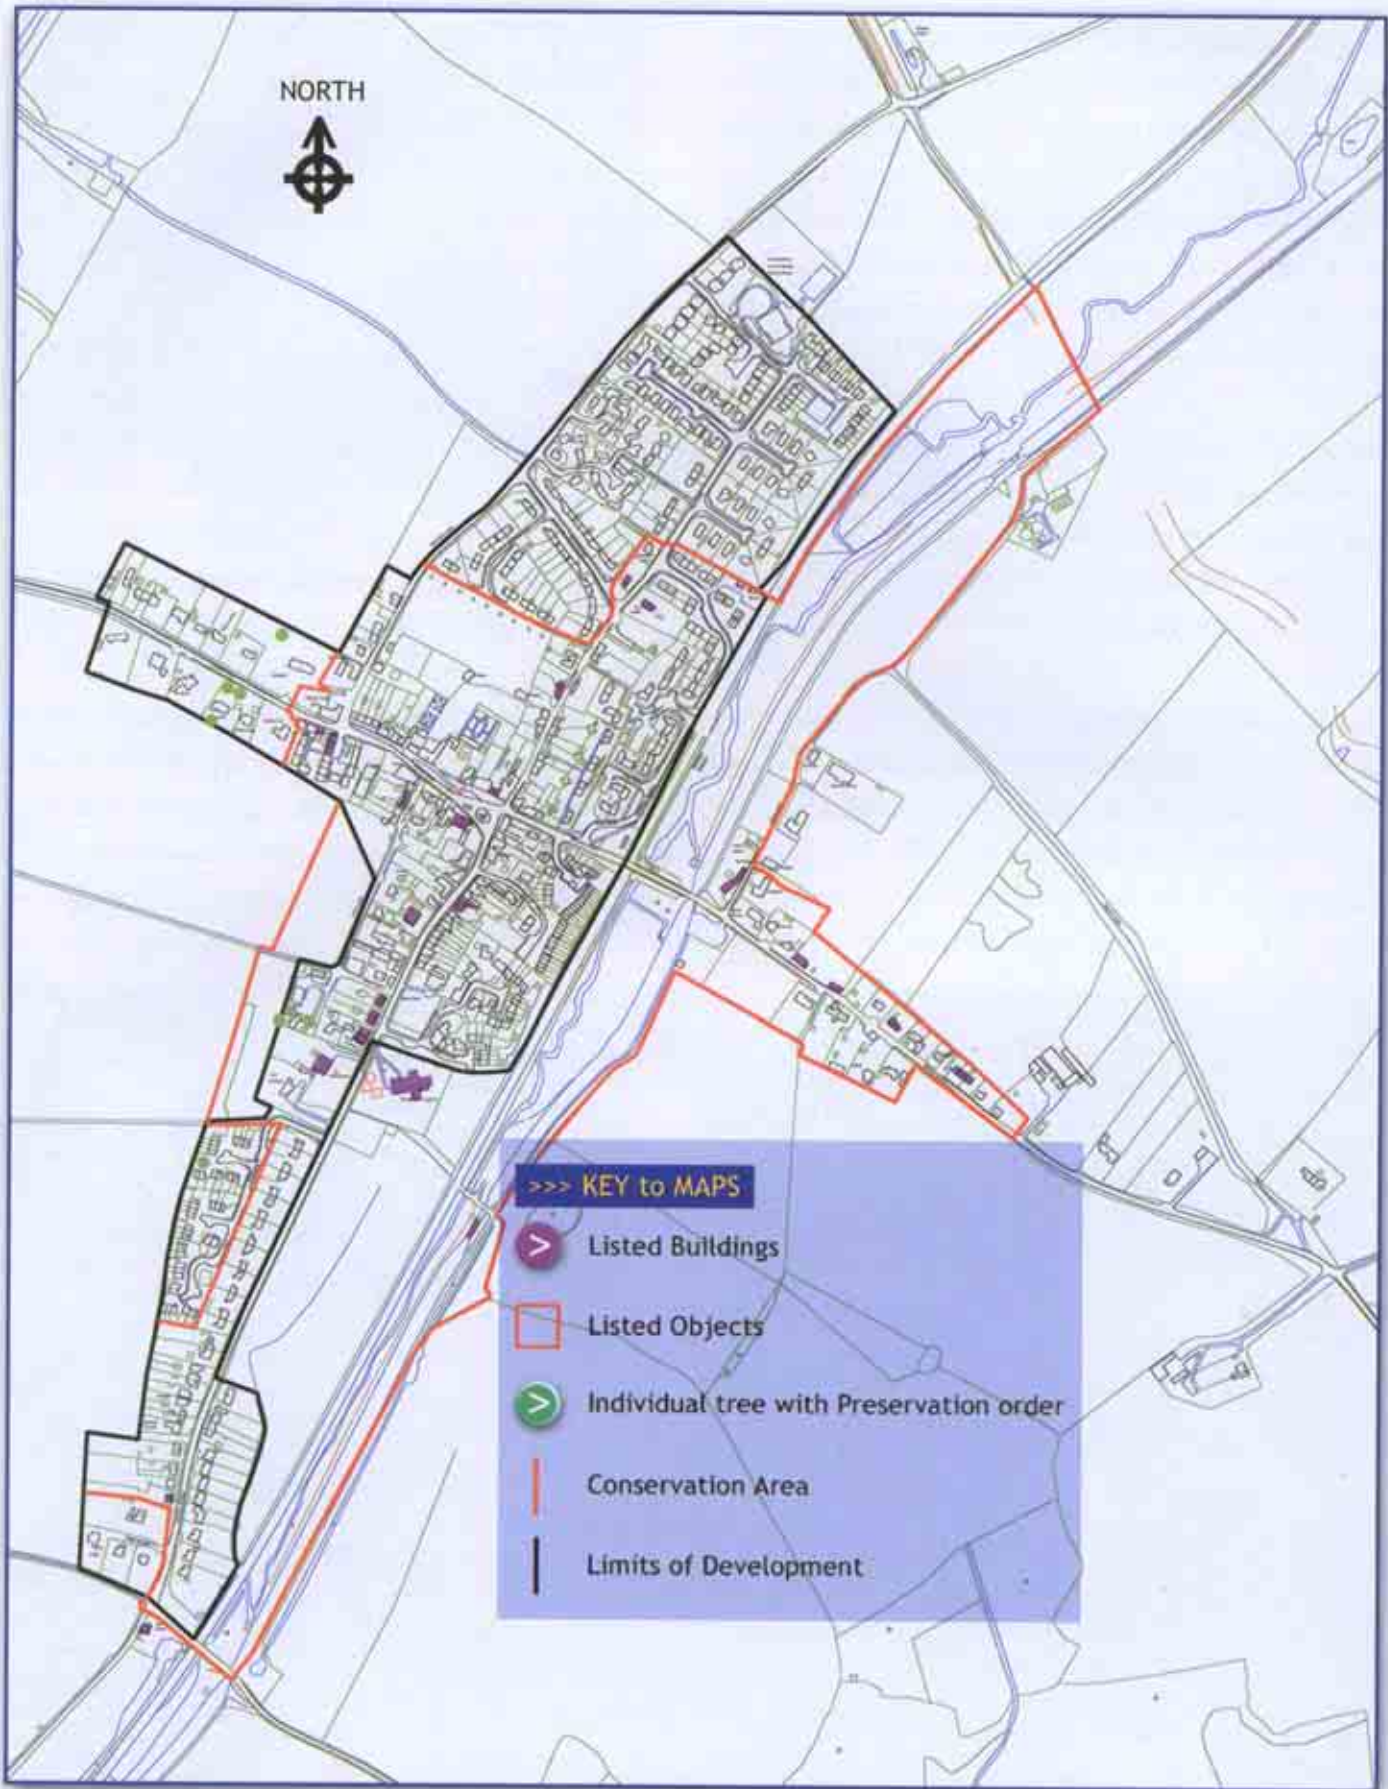 NORTH
>>> KEY to MAPS
Listed Buildings
Listed Objects
Individual tree with Preservation order
Conservation Area
Limits of Development